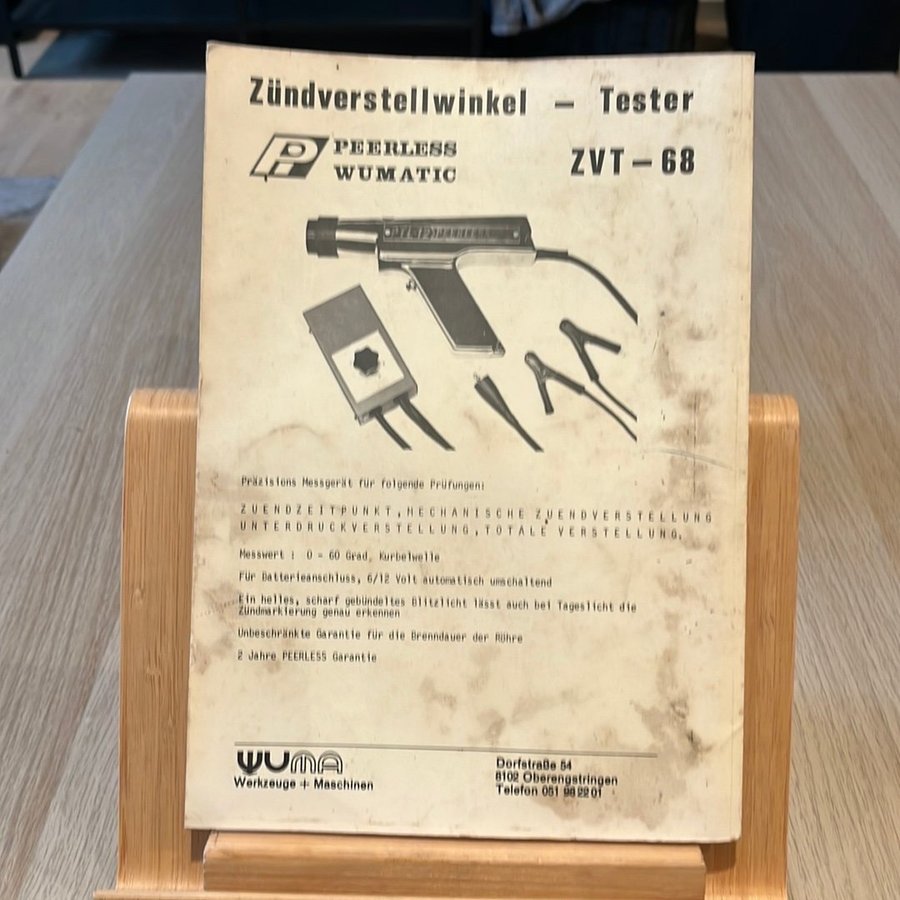 Zündverstellwinkel – Tester
PEERLESS
WUMATIC
ZVT – 68
Präzisions Messgerät für folgende Prüfungen:
ZUENDZEITPUNKT, MECHANISCHE ZUENDVERSTELLUNG
UNTERDRUCKVERSTELLUNG, TOTALE VERSTELLUNG.
Messwert : 0 – 60 Grad. Kurbelwelle
Für Batterieanschluss, 6/12 Volt automatisch umschaltend
Ein helles, scharf gebündeltes Blitzlicht lässt auch bei Tageslicht die
Zündmarkierung genau erkennen
Unbeschränkte Garantie für die Brenndauer der Röhre
2 Jahre PEERLESS Garantie
WUMA
Werkzeuge + Maschinen
Dorfstraße 54
8102 Oberengstringen
Telefon 051 98 22 01